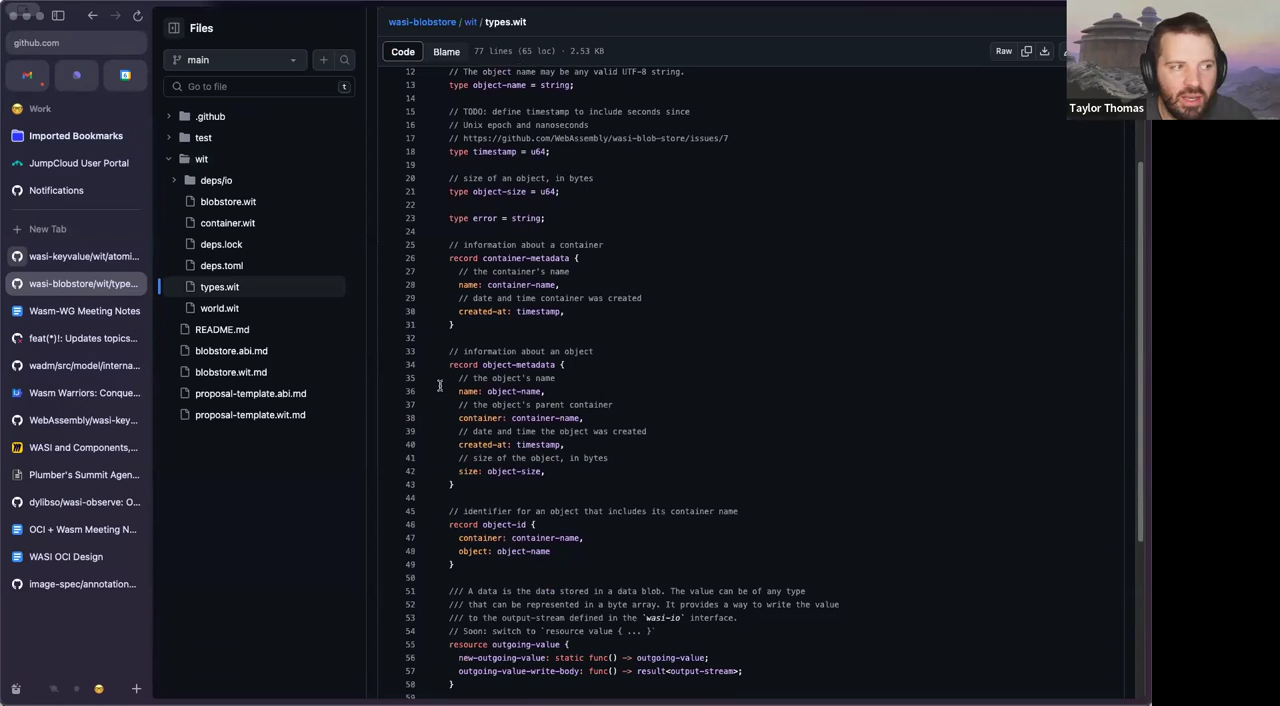 github.com
Work
Imported Bookmarks
JumpCloud User Portal
Notifications
New Tab
wasi-keyvalue/wit/atomi...
wasi-blobstore/wit/type...
Wasm-WG Meeting Notes
feat(*)!: Updates topics...
wadm/src/model/interna...
Wasm Warriors: Conque...
WebAssembly/wasi-key...
WASI and Components,...
Plumber's Summit Agen...
dylibso/wasi-observe: O...
OCI + Wasm Meeting N...
WASI OCI Design
image-spec/annotation...
Files
main
Go to file
t
.github
test
wit
deps/io
blobstore.wit
container.wit
deps.lock
deps.toml
types.wit
world.wit
README.md
blobstore.abi.md
blobstore.wit.md
proposal-template.abi.md
proposal-template.wit.md
wasi-blobstore / wit / types.wit
Code Blame 77 lines (65 loc) · 2.53 KB Raw
12 // The object name may be any valid UTF-8 string.
13 type object-name = string;
14
15 // TODO: define timestamp to include seconds since
16 // Unix epoch and nanoseconds
17 // https://github.com/WebAssembly/wasi-blob-store/issues/7
18 type timestamp = u64;
19
20 // size of an object, in bytes
21 type object-size = u64;
22
23 type error = string;
24
25 // information about a container
26 record container-metadata {
27 // the container's name
28 name: container-name,
29 // date and time container was created
30 created-at: timestamp,
31 }
32
33 // information about an object
34 record object-metadata {
35 // the object's name
36 name: object-name,
37 // the object's parent container
38 container: container-name,
39 // date and time the object was created
40 created-at: timestamp,
41 // size of the object, in bytes
42 size: object-size,
43 }
44
45 // identifier for an object that includes its container name
46 record object-id {
47 container: container-name,
48 object: object-name
49 }
50
51 /// A data is the data stored in a data blob. The value can be of any type
52 /// that can be represented in a byte array. It provides a way to write the value
53 /// to the output-stream defined in the `wasi-io` interface.
54 // Soon: switch to `resource value { ... }`
55 resource outgoing-value {
56 new-outgoing-value: static func() -> outgoing-value;
57 outgoing-value-write-body: func() -> result<output-stream>;
58 }
59
Taylor Thomas